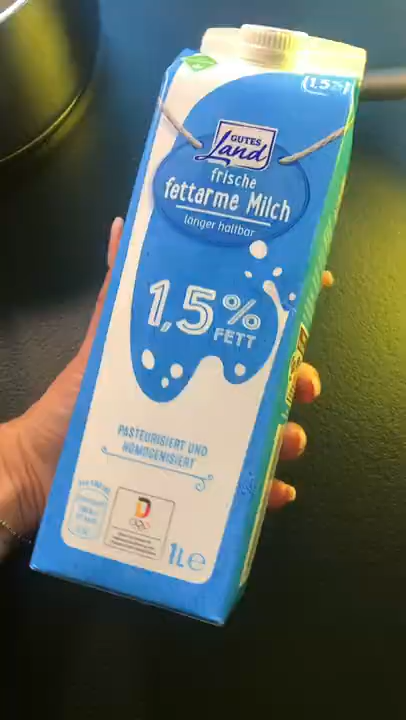 1.5%
GUTES
Land
frische
fettarme Milch
länger haltbar
1,5%
FETT
PASTEURISIERT UND
HOMOGENISIERT
D
1L e